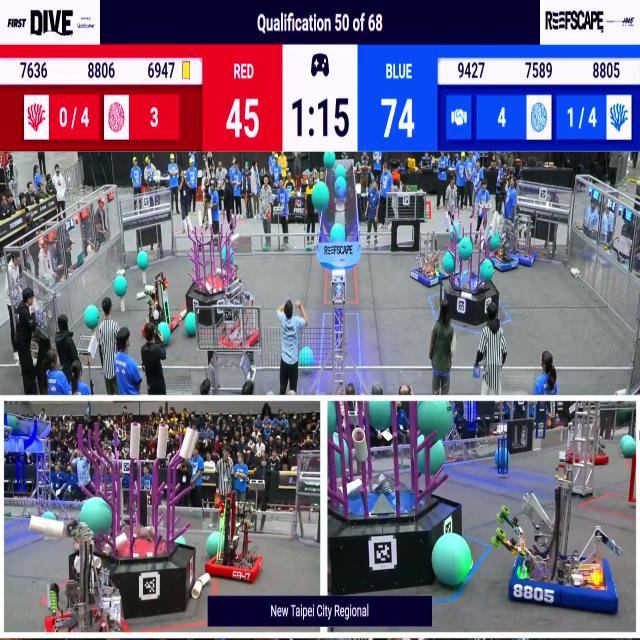 FIRST DIVE
Qualification 50 of 68
REEFSCAPE
7636 8806 6947
RED
BLUE
9427 7589 8805
0 / 4
3
45
1:15
74
4
1 / 4
REEFSCAPE
6947
8805
New Taipei City Regional